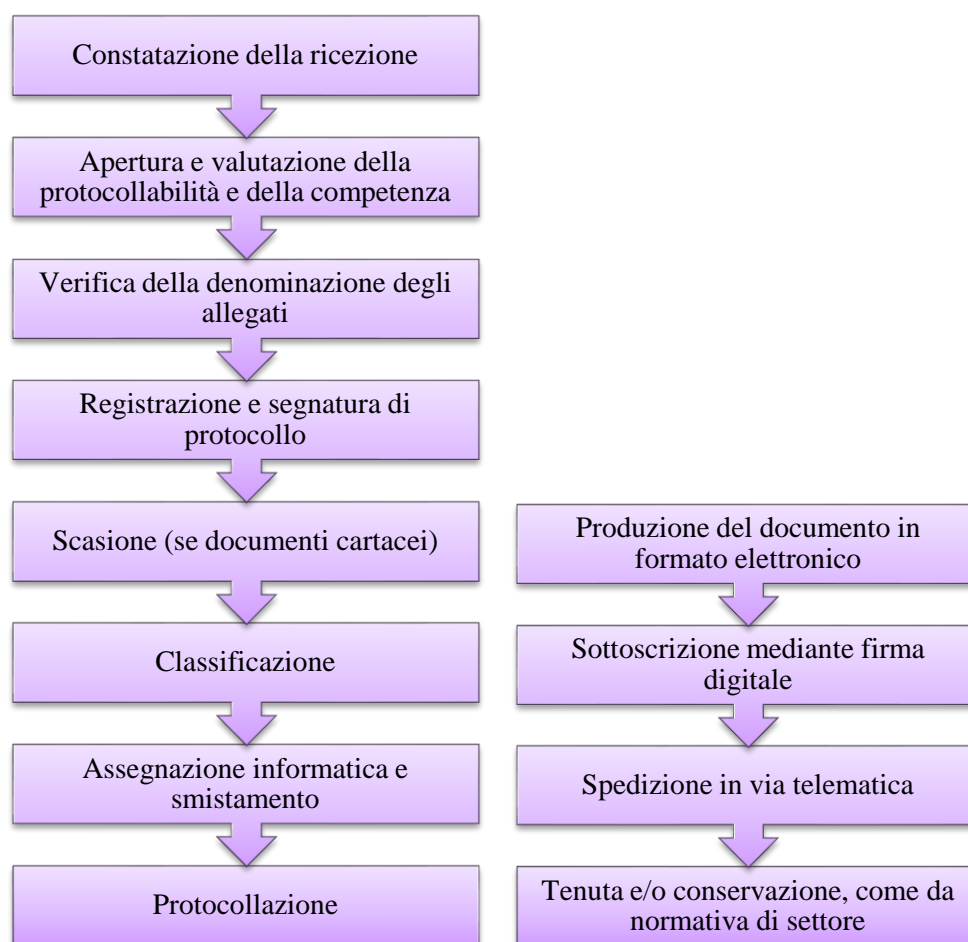 Constatazione della ricezione
Apertura e valutazione della
protocollabilità e della competenza
Verifica della denominazione degli
allegati
Registrazione e segnatura di
protocollo
Scasione (se documenti cartacei)
Classificazione
Assegnazione informatica e
smistamento
Protocollazione
Produzione del documento in
formato elettronico
Sottoscrizione mediante firma
digitale
Spedizione in via telematica
Tenuta e/o conservazione, come da
normativa di settore